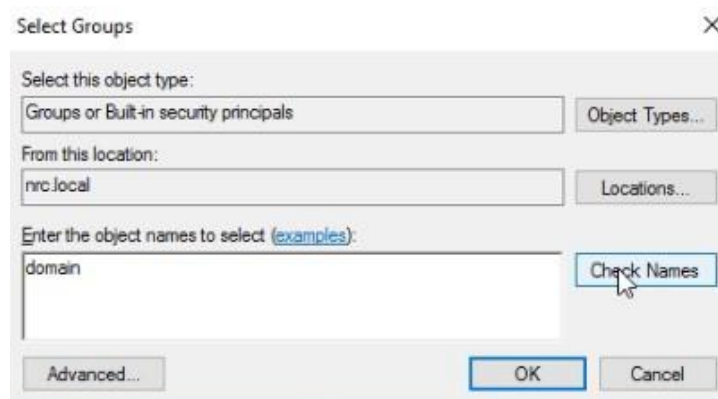 Select Groups
Select this object type:
Groups or Built-in security principals
Object Types...
From this location:
nrc.local
Locations...
Enter the object names to select (examples):
domain
Check Names
Advanced...
OK
Cancel